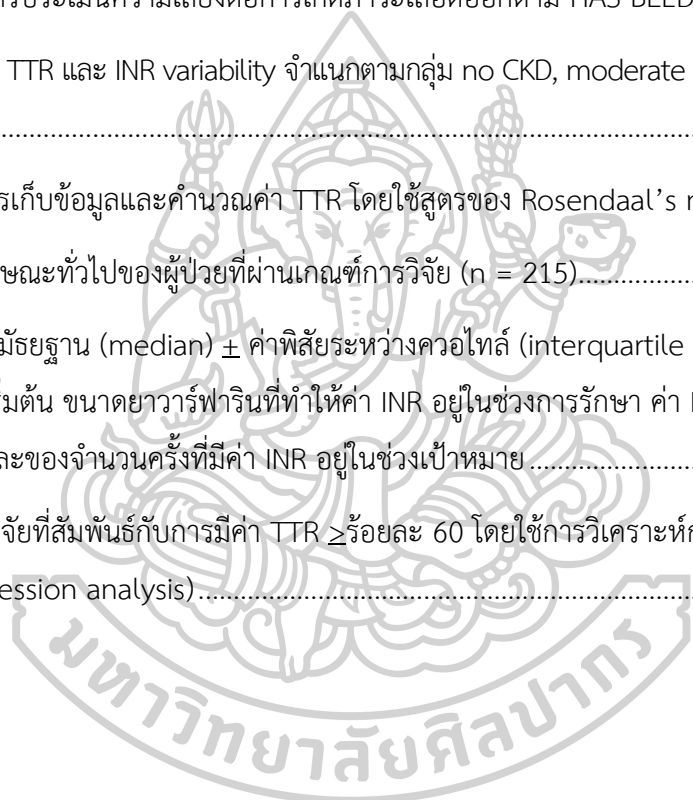 ารประเมินความเสี่ยงต่อการเกิดภาวะเลือดออกตาม HAS BLED
TTR และ INR variability จำแนกตามกลุ่ม no CKD, moderate
................................................................................
รเก็บข้อมูลและคำนวณค่า TTR โดยใช้สูตรของ Rosendaal’s
ษณะทั่วไปของผู้ป่วยที่ผ่านเกณฑ์การวิจัย (n = 215)................
มัธยฐาน (median) ± ค่าพิสัยระหว่างควอไทล์ (interquartile
ริ่มต้น ขนาดยาวาร์ฟารินที่ทำให้ค่า INR อยู่ในช่วงการรักษา ค่า
ละของจำนวนครั้งที่มีค่า INR อยู่ในช่วงเป้าหมาย.......................
จัยที่สัมพันธ์กับการมีค่า TTR ≥ร้อยละ 60 โดยใช้การวิเคราะห์
ession analysis)................................................................
มหาวิทยาลัยศิลปากร